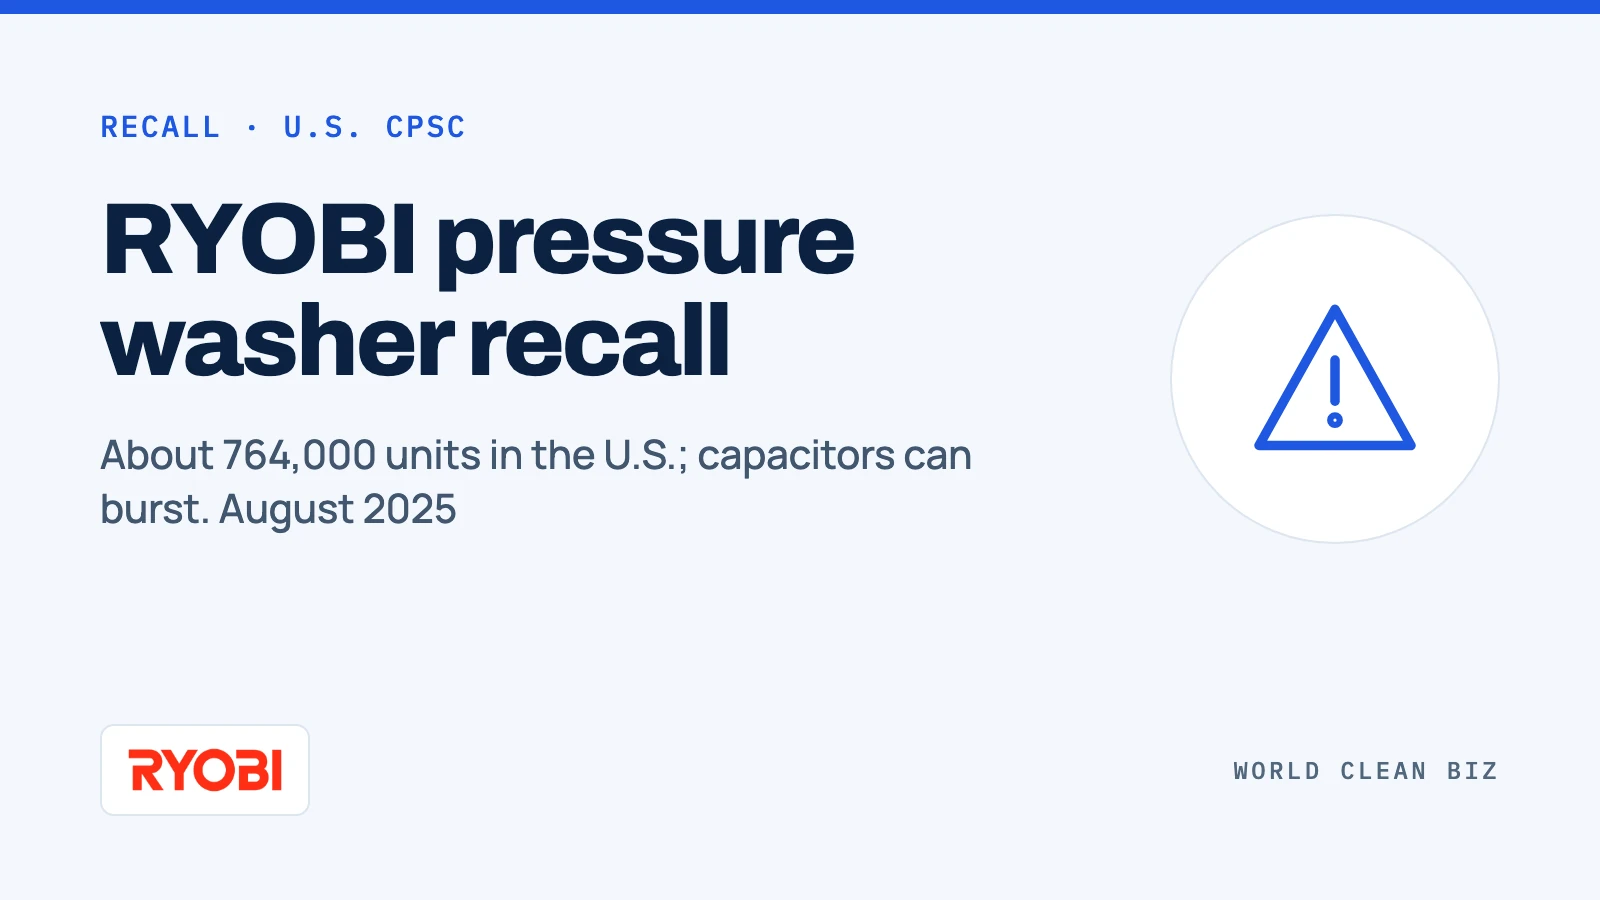 RECALL · U.S. CPSC
RYOBI pressure
washer recall
About 764,000 units in the U.S.; capacitors can
burst. August 2025
RYOBI
WORLD CLEAN BIZ